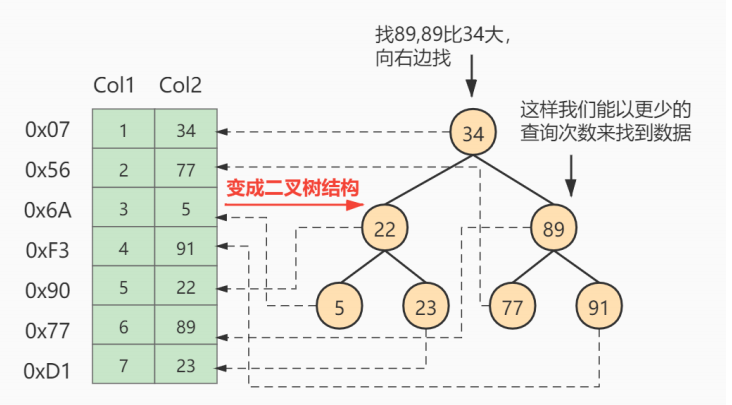 找89,89比34大，
向右边找
这样我们能以更少的
查询次数来找到数据
Col1 Col2
0x07 1 34
0x56 2 77
0x6A 3 5
0xF3 4 91
0x90 5 22
0x77 6 89
0xD1 7 23
变成二叉树结构
34
22 89
5 23 77 91